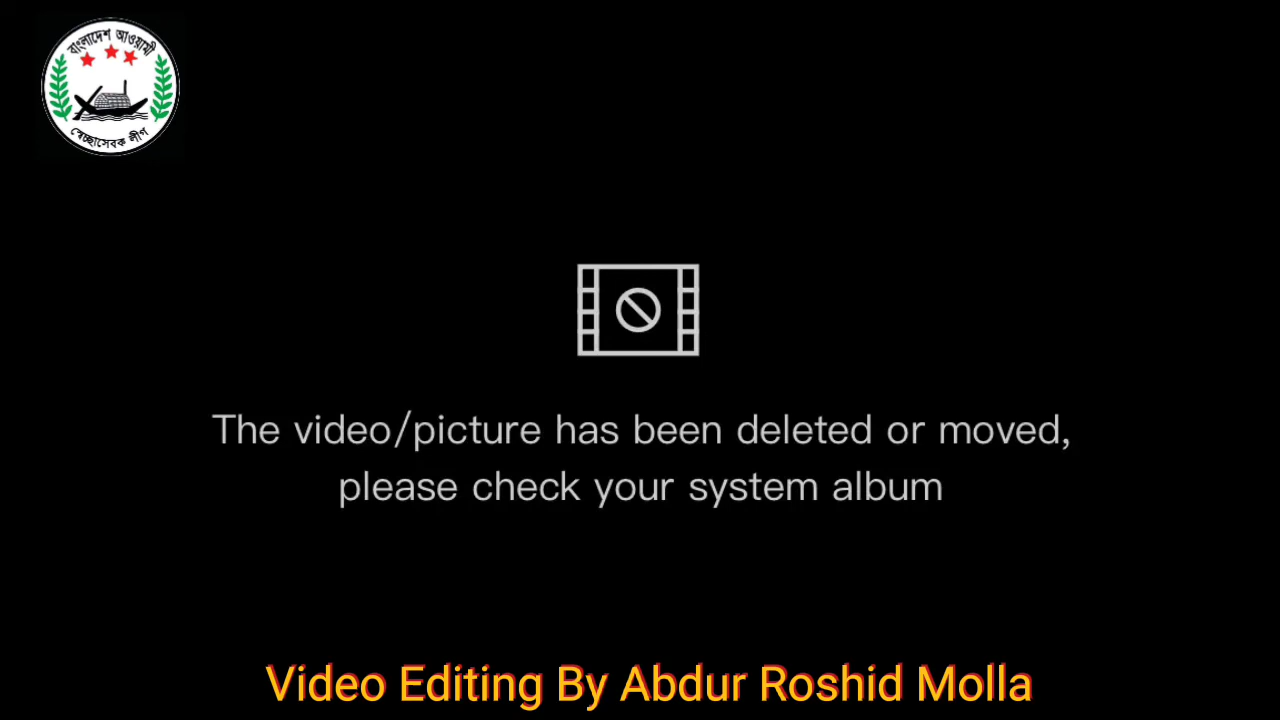 বাংলাদেশ আওয়ামী
স্বেচ্ছাসেবক লীগ
The video/picture has been deleted or moved,
please check your system album
Video Editing By Abdur Roshid Molla